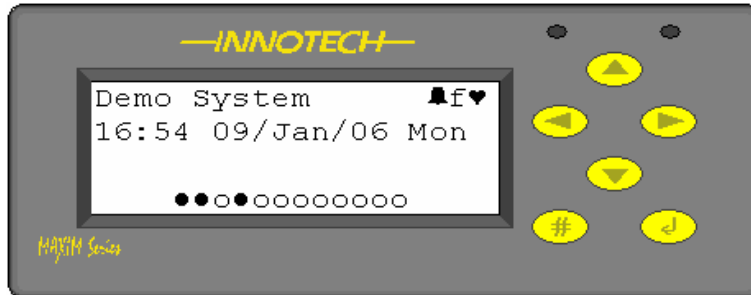 INNOTECH
Demo System 🔔f♥
16:54 09/Jan/06 Mon
●●○●○○○○○○○○○
MAXIM Series
#